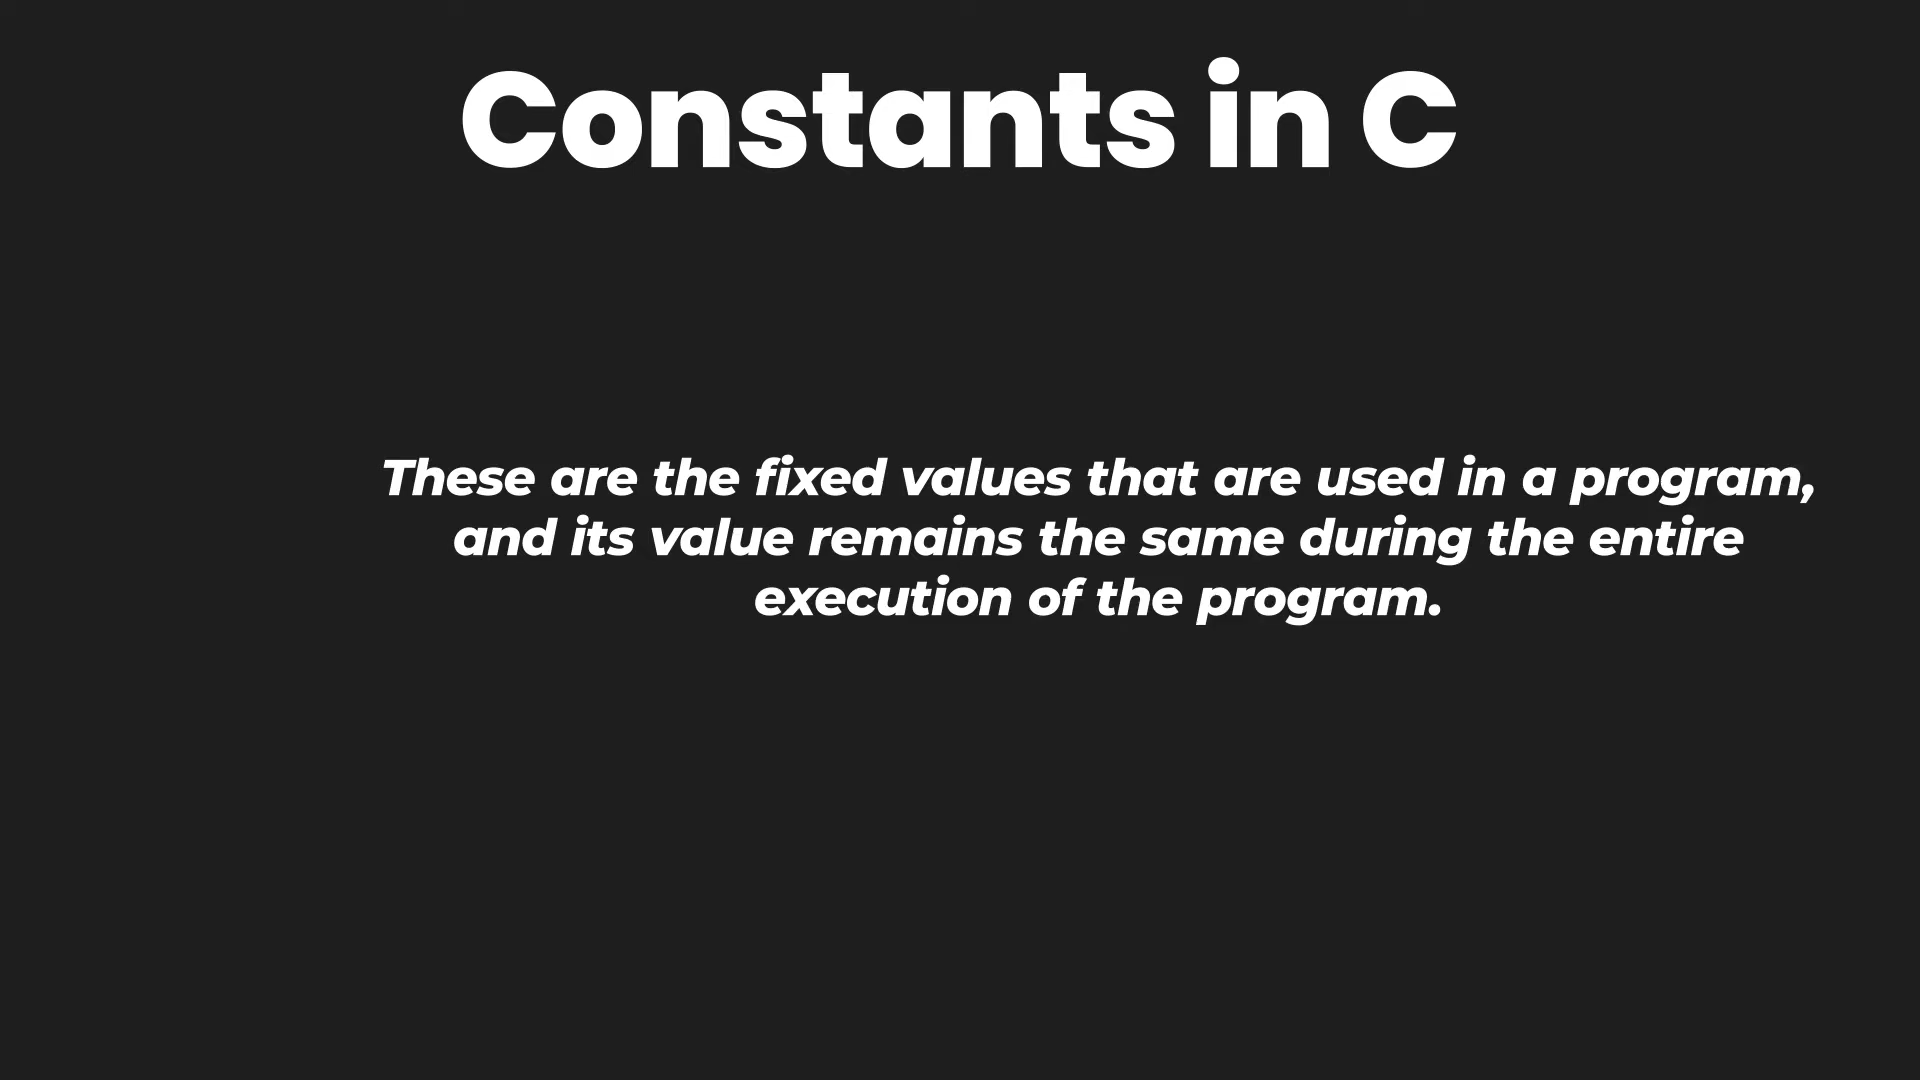 Constants in C
These are the fixed values that are used in a program,
and its value remains the same during the entire
execution of the program.